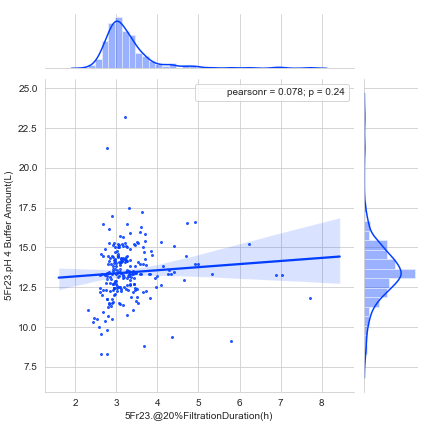 pearsonr = 0.078; p = 0.24
25.0
22.5
20.0
17.5
15.0
12.5
10.0
7.5
5Fr23.pH 4 Buffer Amount(L)
2 3 4 5 6 7 8
5Fr23.@20%FiltrationDuration(h)